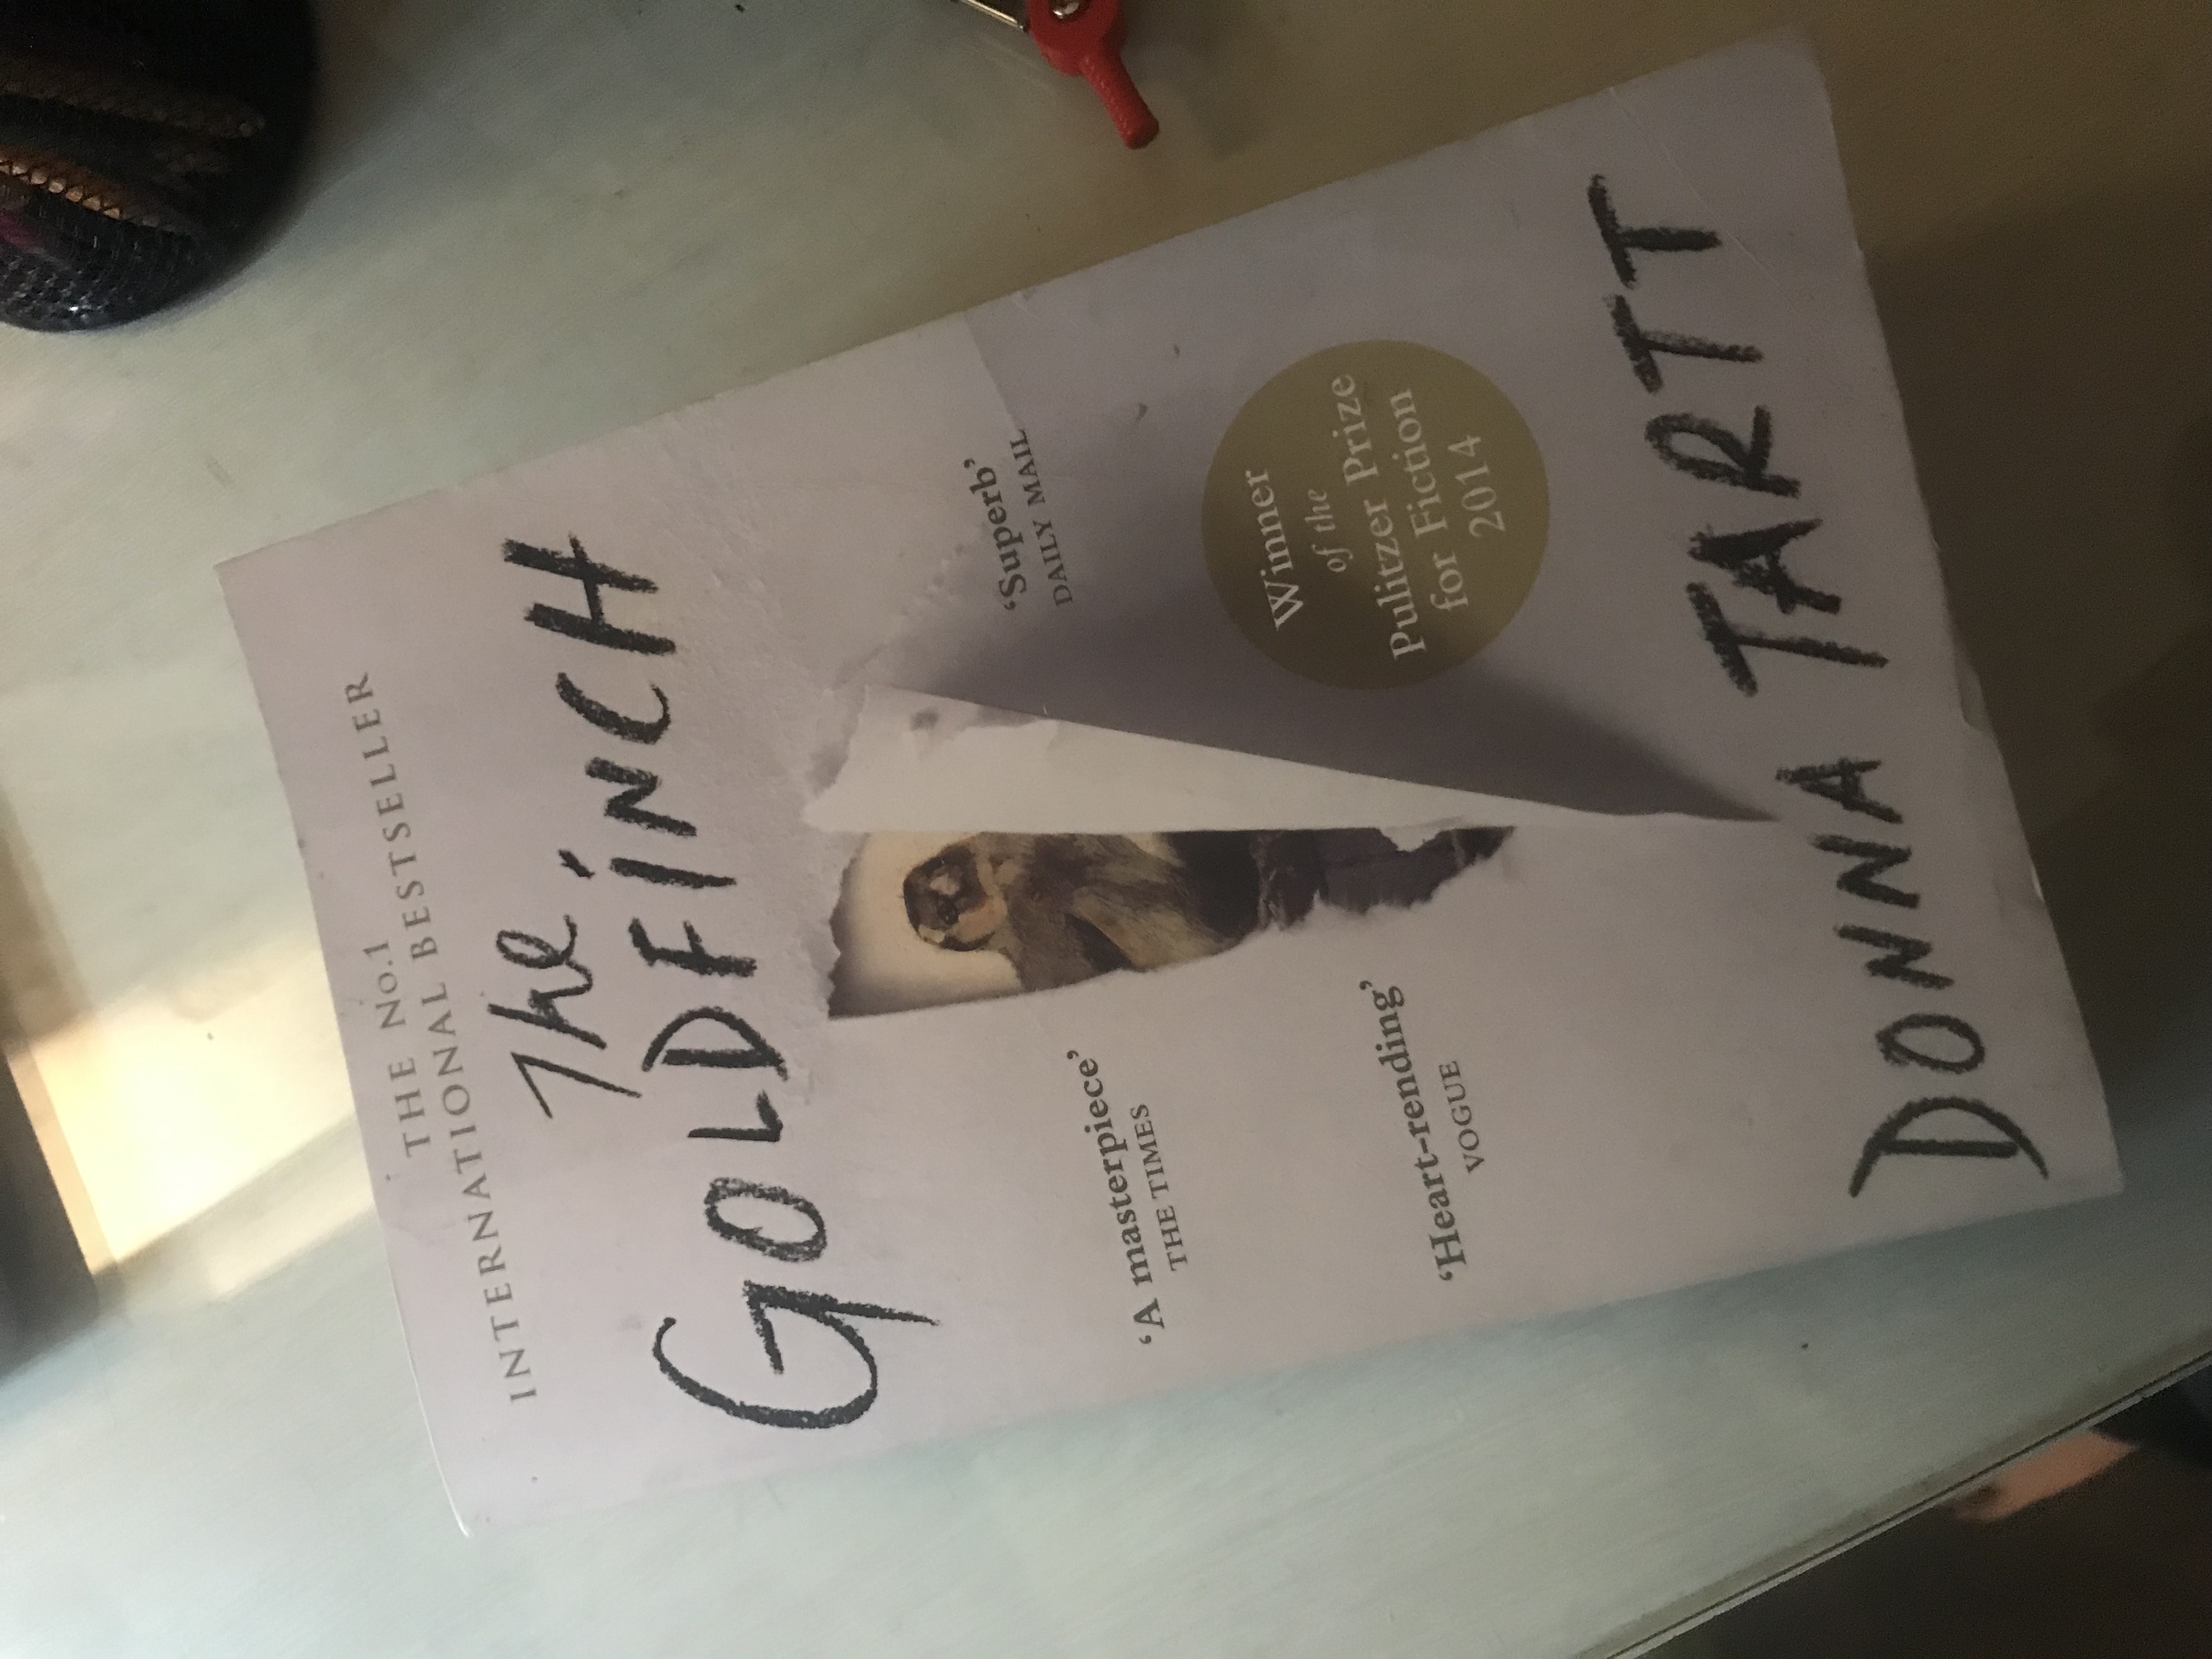 THE No.1
INTERNATIONAL BESTSELLER
The
GOLDFiNCH
‘Superb’
DAILY MAIL
‘A masterpiece’
THE TIMES
Winner
of the
Pulitzer Prize
for Fiction
2014
‘Heart-rending’
VOGUE
DONNA TARTT